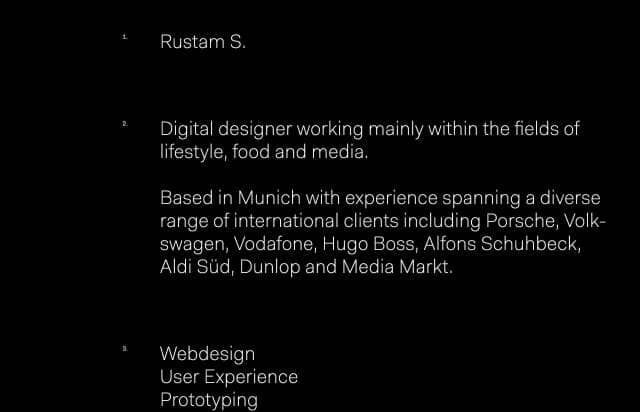 1.
Rustam S.
2.
Digital designer working mainly within the fields of
lifestyle, food and media.
Based in Munich with experience spanning a diverse
range of international clients including Porsche, Volk-
swagen, Vodafone, Hugo Boss, Alfons Schuhbeck,
Aldi Süd, Dunlop and Media Markt.
3.
Webdesign
User Experience
Prototyping